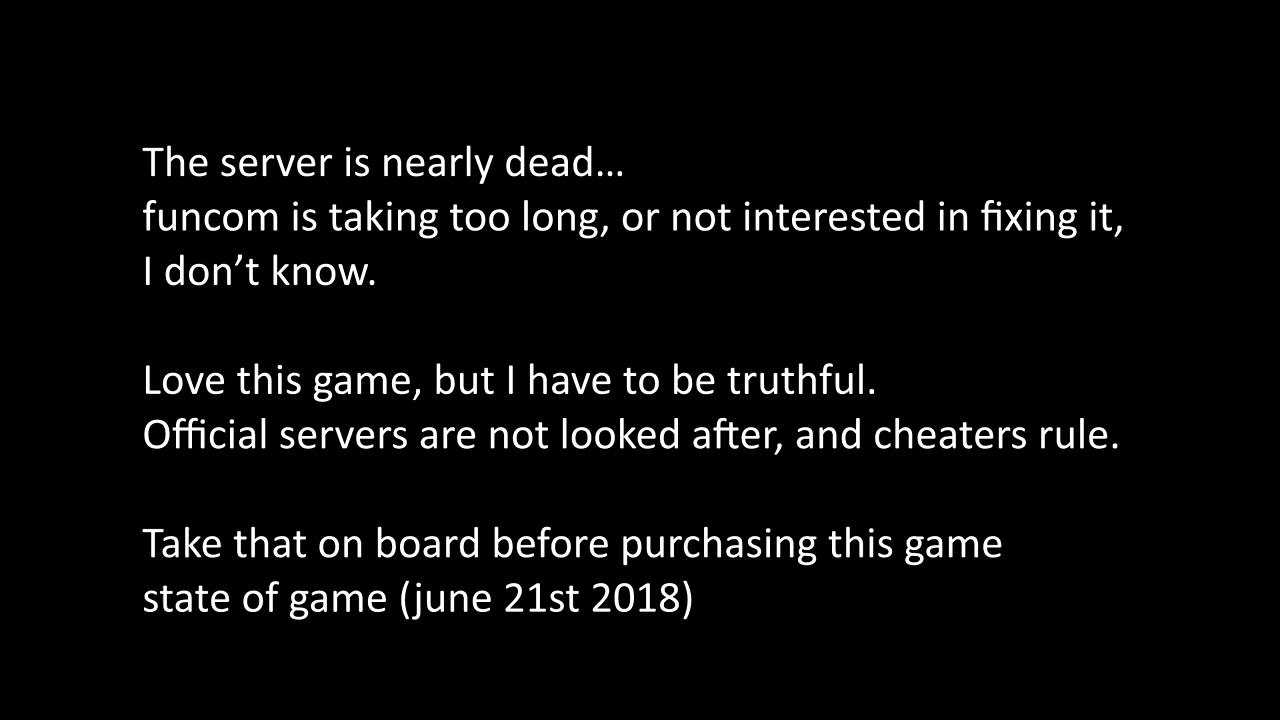 The server is nearly dead…
funcom is taking too long, or not interested in fixing it,
I don’t know.
Love this game, but I have to be truthful.
Official servers are not looked after, and cheaters rule.
Take that on board before purchasing this game
state of game (june 21st 2018)